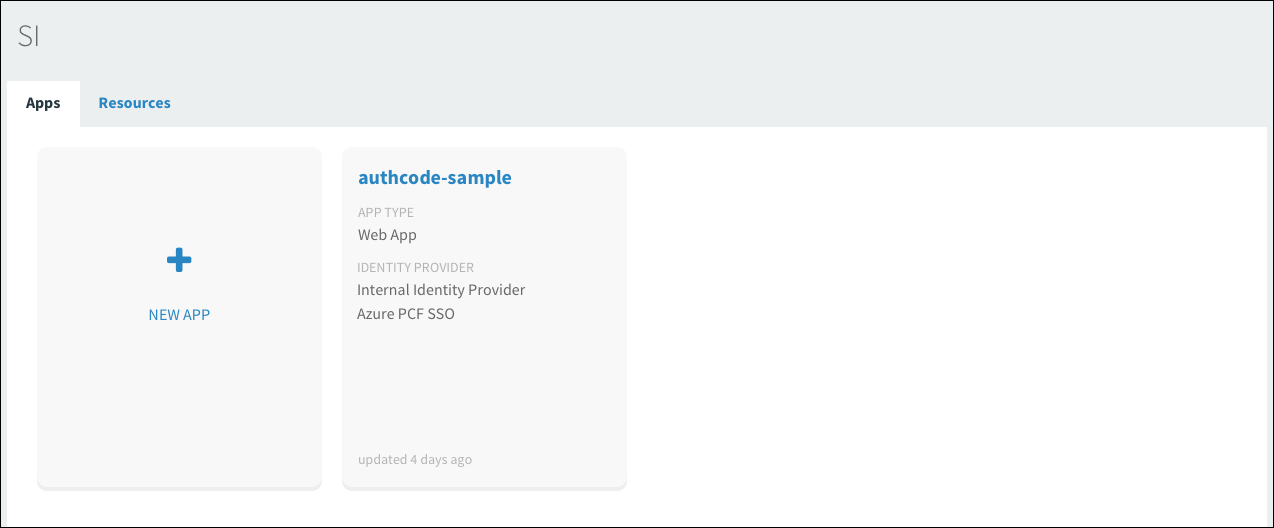 SI
Apps
Resources
NEW APP
authcode-sample
APP TYPE
Web App
IDENTITY PROVIDER
Internal Identity Provider
Azure PCF SSO
updated 4 days ago